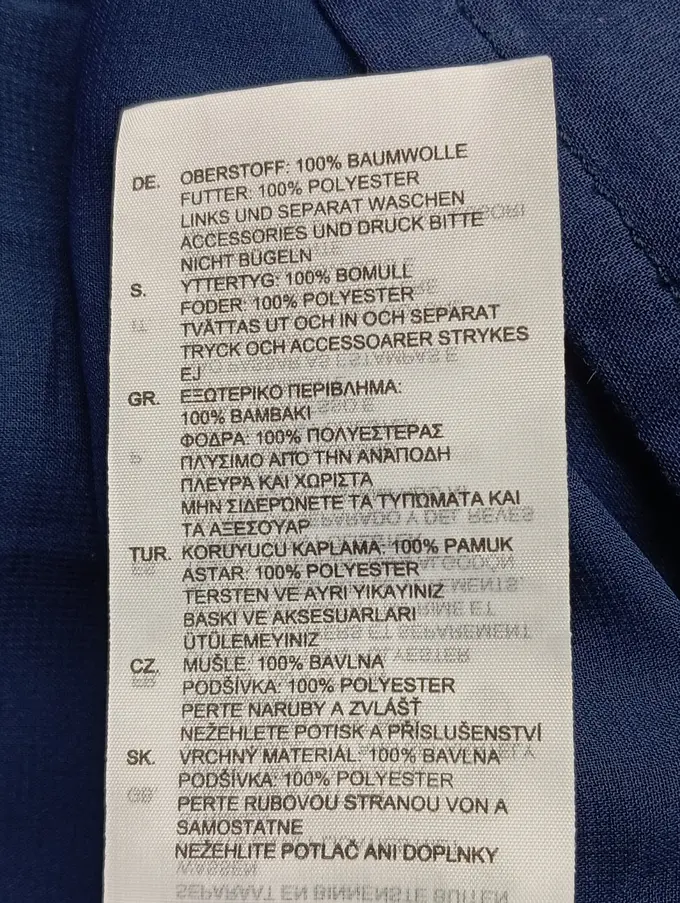 DE. OBERSTOFF: 100% BAUMWOLLE
FUTTER: 100% POLYESTER
LINKS UND SEPARAT WASCHEN
ACCESSORIES UND DRUCK BITTE
NICHT BÜGELN
S. YTTERTYG: 100% BOMULL
FODER: 100% POLYESTER
TVÄTTAS UT OCH IN OCH SEPARAT
TRYCK OCH ACCESSOARER STRYKES
EJ
GR. ΕΞΩΤΕΡΙΚΟ ΠΕΡΙΒΛΗΜΑ:
100% ΒΑΜΒΑΚΙ
ΦΟΔΡΑ: 100% ΠΟΛΥΕΣΤΕΡΑΣ
ΠΛΥΣΙΜΟ ΑΠΟ ΤΗΝ ΑΝΑΠΟΔΗ
ΠΛΕΥΡΑ ΚΑΙ ΧΩΡΙΣΤΑ
ΜΗΝ ΣΙΔΕΡΩΝΕΤΕ ΤΑ ΤΥΠΩΜΑΤΑ ΚΑΙ
ΤΑ ΑΞΕΣΟΥΑΡ
TUR. KORUYUCU KAPLAMA: 100% PAMUK
ASTAR: 100% POLYESTER
TERSTEN VE AYRI YIKAYINIZ
BASKI VE AKSESUARLARI
ÜTÜLEMEYINIZ
CZ. MUŠLE: 100% BAVLNA
PODŠÍVKA: 100% POLYESTER
PERTE NARUBY A ZVLÁŠŤ
NEŽEHLETE POTISK A PŘÍSLUŠENSTVÍ
SK. VRCHNÝ MATERIÁL: 100% BAVLNA
PODŠÍVKA: 100% POLYESTER
PERTE RUBOVOU STRANOU VON A
SAMOSTATNE
NEŽEHLITE POTLAČ ANI DOPLNKY